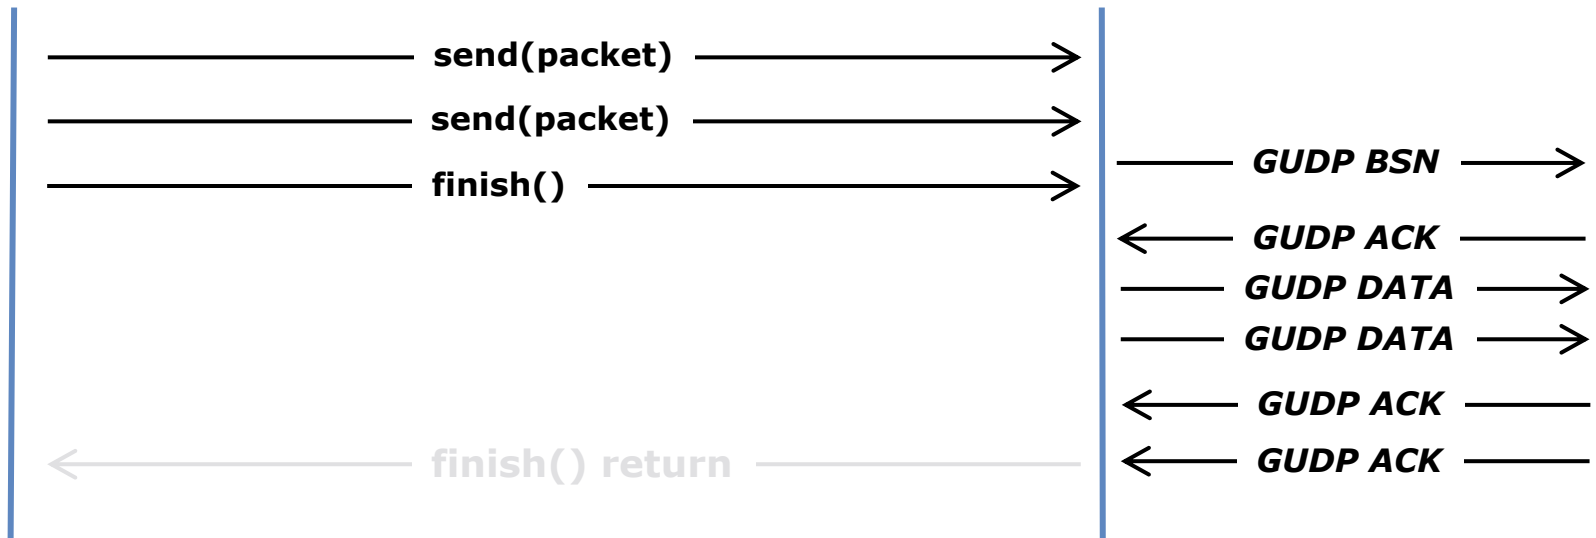 send(packet)
send(packet)
GUDP BSN
finish()
GUDP ACK
GUDP DATA
GUDP DATA
GUDP ACK
finish() return
GUDP ACK